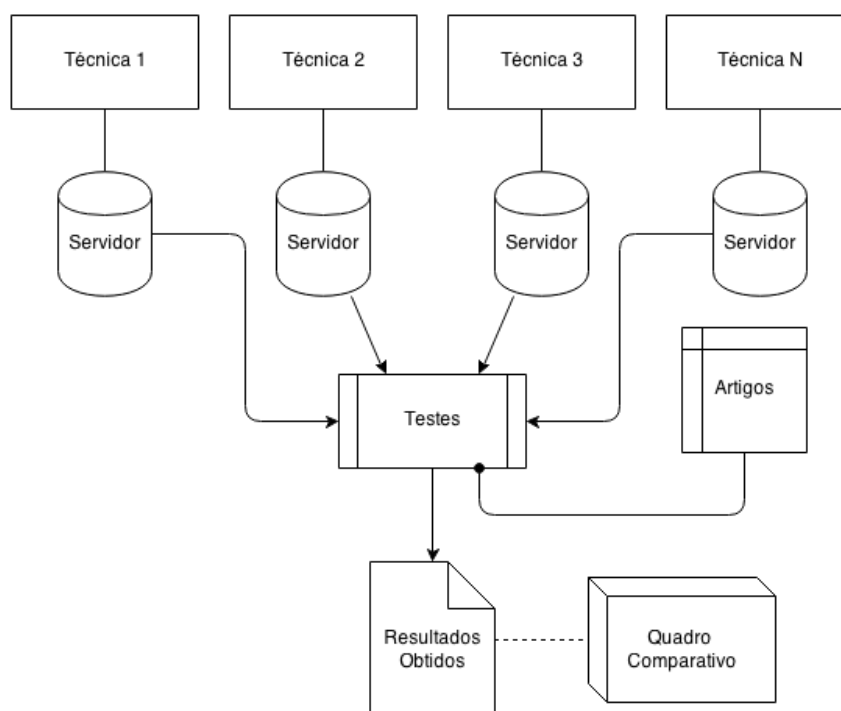 Técnica 1
Técnica 2
Técnica 3
Técnica N
Servidor
Servidor
Servidor
Servidor
Artigos
Testes
Resultados
Obtidos
Quadro
Comparativo